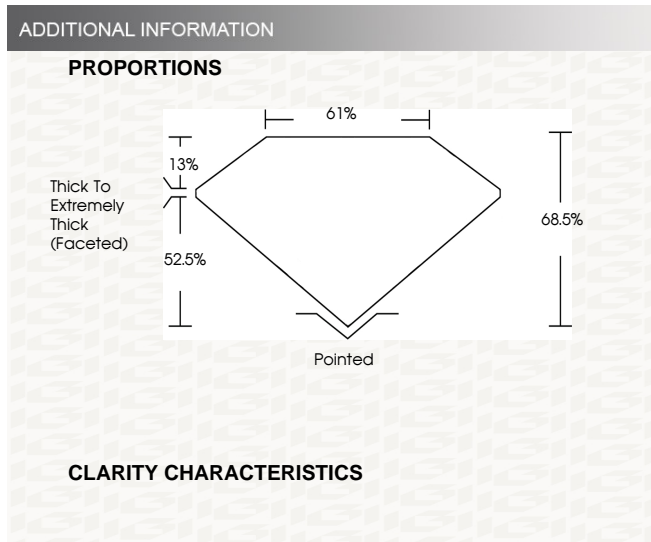 ADDITIONAL INFORMATION
PROPORTIONS
61%
13%
Thick To
Extremely
Thick
(Faceted)
68.5%
52.5%
Pointed
CLARITY CHARACTERISTICS